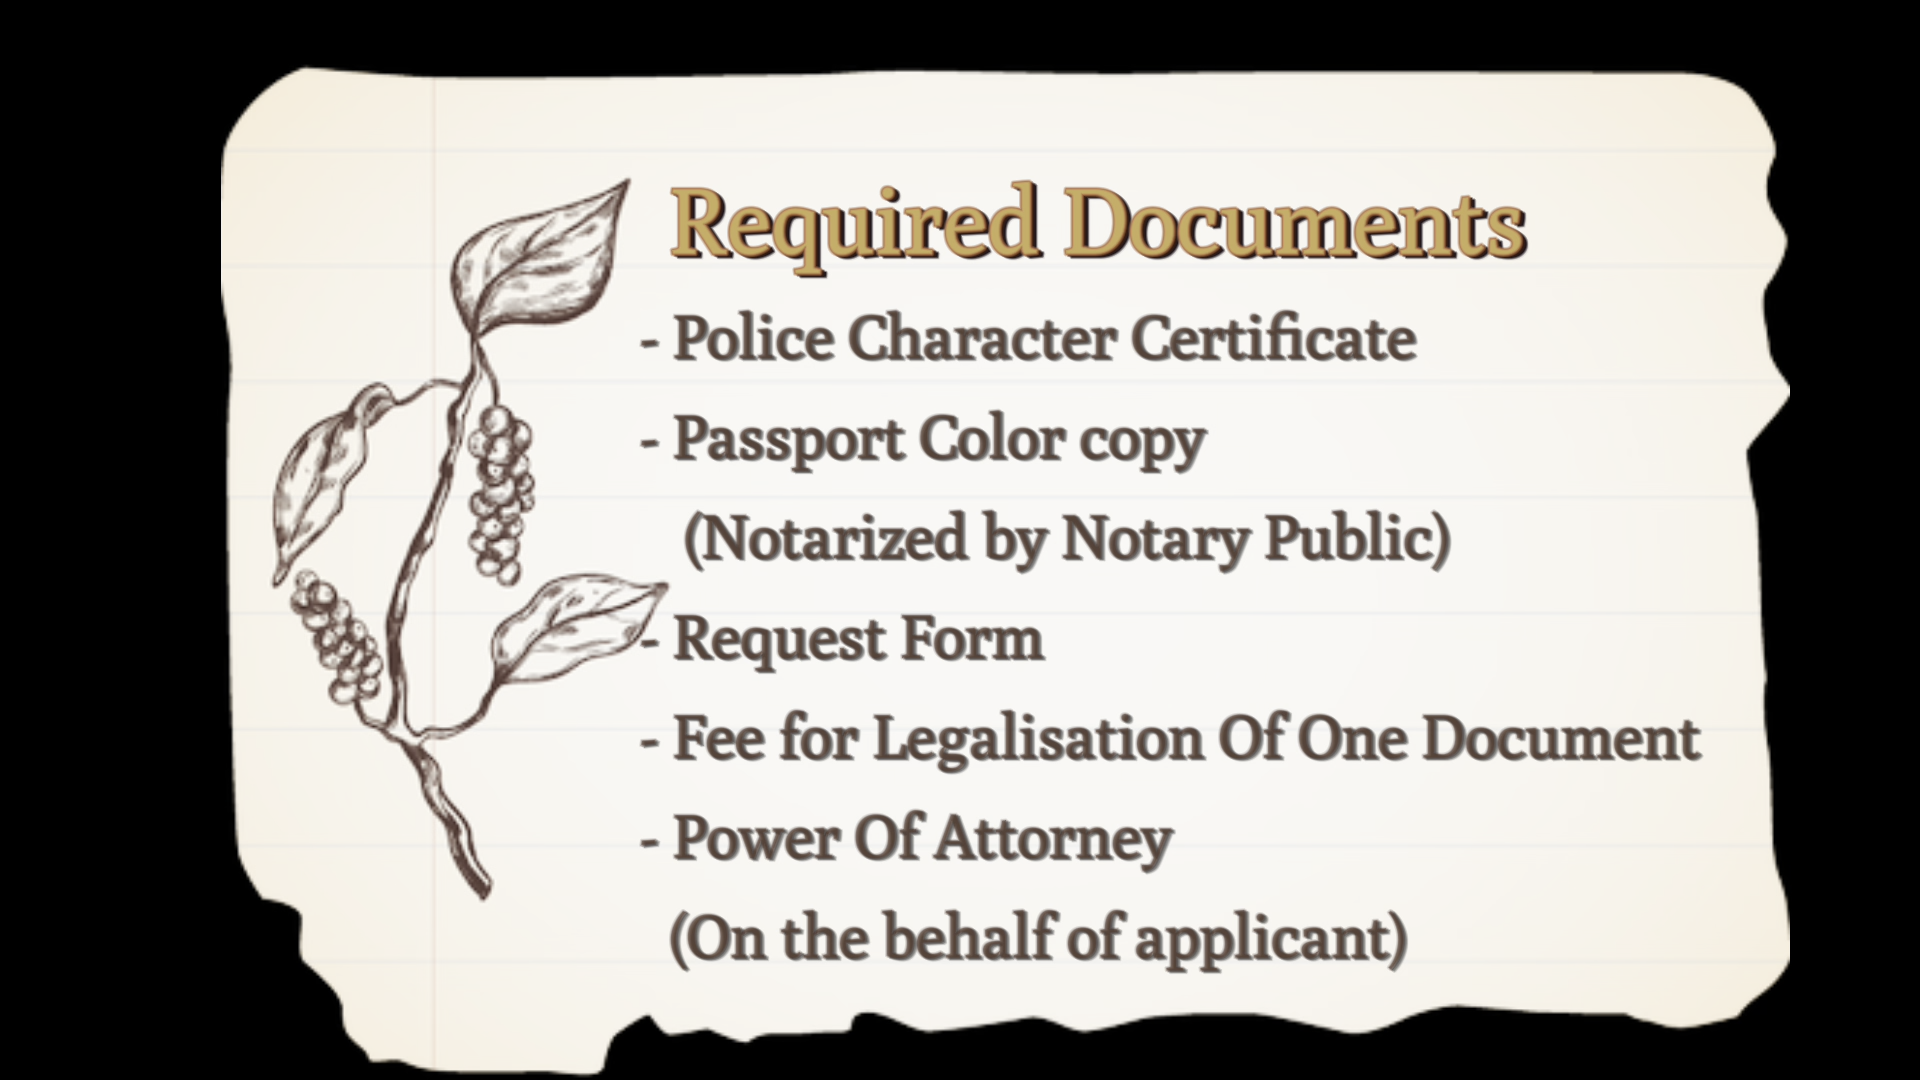 Required Documents
- Police Character Certificate
- Passport Color copy
(Notarized by Notary Public)
- Request Form
- Fee for Legalisation Of One Document
- Power Of Attorney
(On the behalf of applicant)